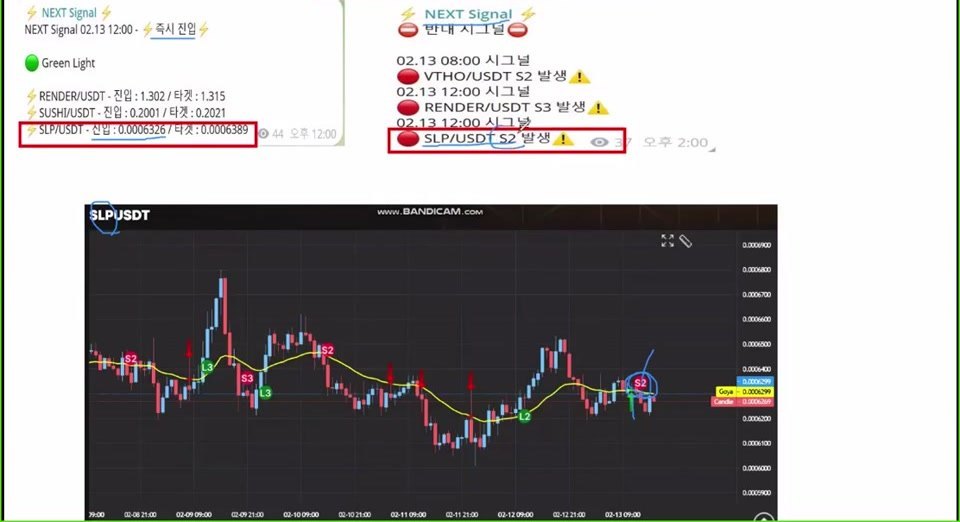 ⚡ NEXT Signal ⚡
NEXT Signal 02.13 12:00 - ⚡즉시 진입⚡
🟢 Green Light
⚡RENDER/USDT - 진입 : 1.302 / 타겟 : 1.315
⚡SUSHI/USDT - 진입 : 0.2001 / 타겟 : 0.2021
⚡SLP/USDT - 진입 : 0.0006326 / 타겟 : 0.0006389
44 오후 12:00
⚡ NEXT Signal ⚡
⛔ 반대 시그널⛔
02.13 08:00 시그널
🔴 VTHO/USDT S2 발생⚠️
02.13 12:00 시그널
🔴 RENDER/USDT S3 발생⚠️
02.13 12:00 시그널
🔴 SLP/USDT S2 발생⚠️
37 오후 2:00
SLPUSDT
www.BANDICAM.com
0.0006900
0.0006800
0.0006700
0.0006600
0.0006500
0.0006400
0.0006299
Goya 0.0006299
Candle 0.0006269
0.0006200
0.0006100
0.0006000
0.0005900
S2
L3
S3
L3
S2
L2
S2
09:00
02-08 21:00
02-09 09:00
02-09 21:00
02-10 09:00
02-10 21:00
02-11 09:00
02-11 21:00
02-12 09:00
02-12 21:00
02-13 09:00